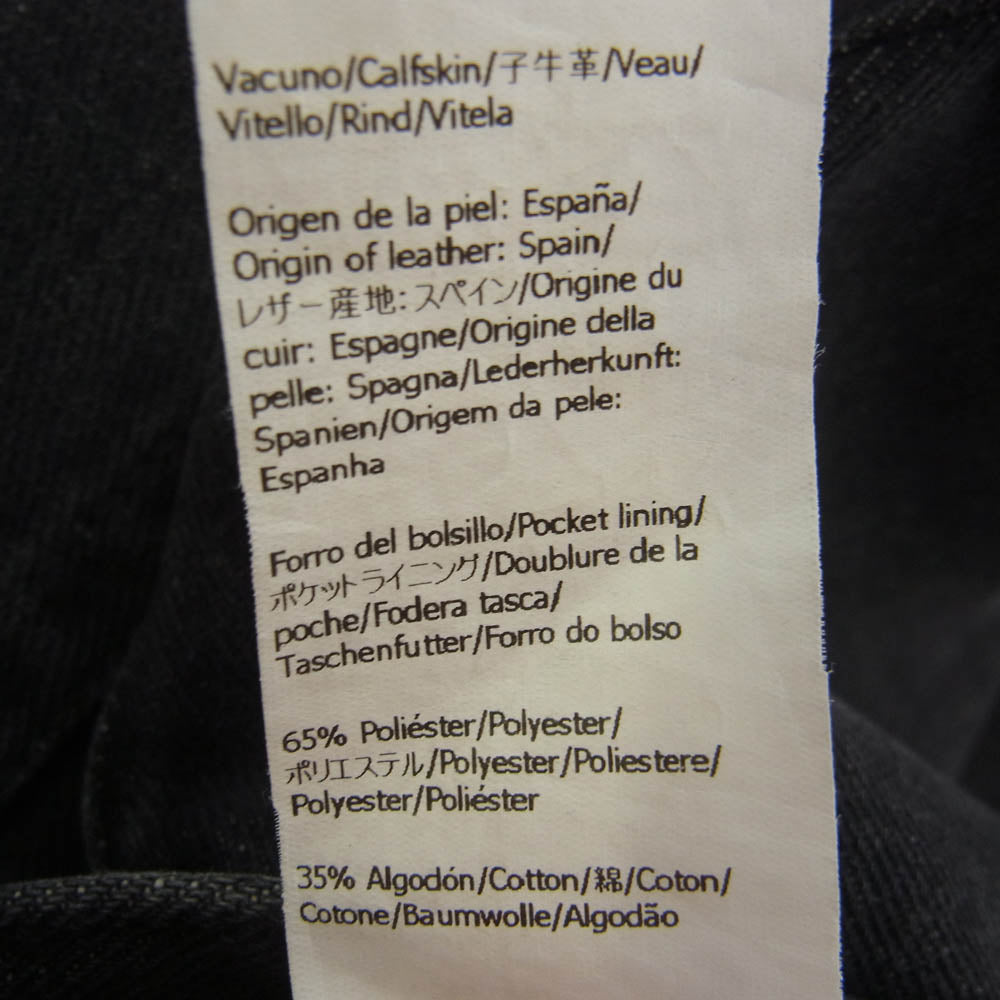 Vacuno/Calfskin/子牛革/Veau/
Vitello/Rind/Vitela
Origen de la piel: España/
Origin of leather: Spain/
レザー産地: スペイン/Origine du
cuir: Espagne/Origine della
pelle: Spagna/Lederherkunft:
Spanien/Origem da pele:
Espanha
Forro del bolsillo/Pocket lining/
ポケットライニング/Doublure de la
poche/Fodera tasca/
Taschenfutter/Forro do bolso
65% Poliéster/Polyester/
ポリエステル/Polyester/Poliestere/
Polyester/Poliéster
35% Algodón/Cotton/綿/Coton/
Cotone/Baumwolle/Algodão